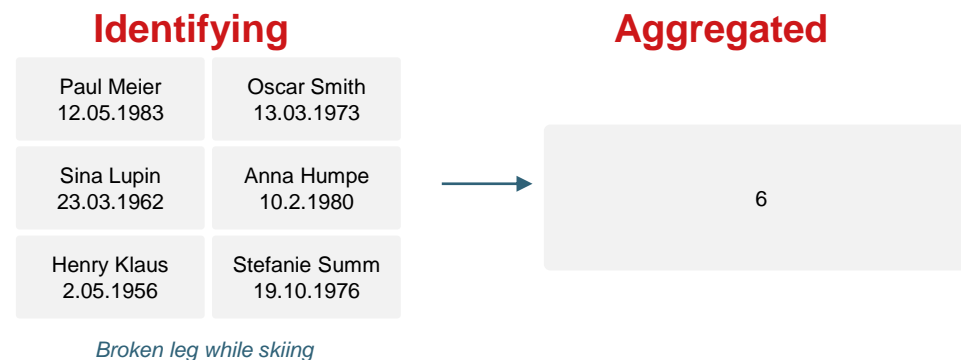 Identifying
Aggregated
Paul Meier
12.05.1983
Oscar Smith
13.03.1973
Sina Lupin
23.03.1962
Anna Humpe
10.2.1980
Henry Klaus
2.05.1956
Stefanie Summ
19.10.1976
6
Broken leg while skiing